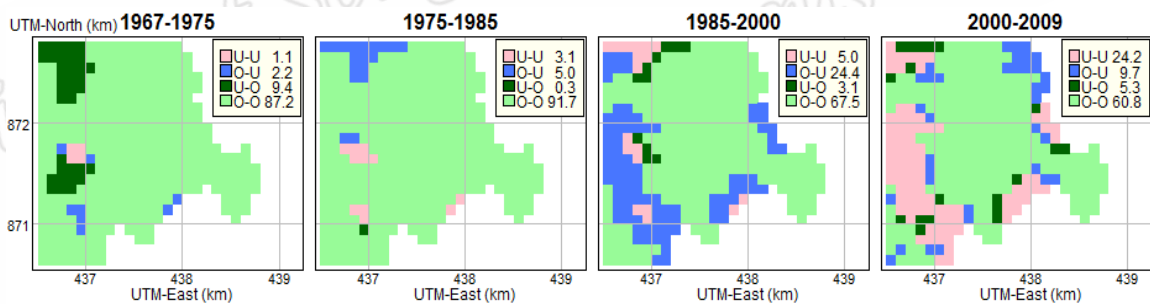 UTM-North (km) 1967-1975 1975-1985 1985-2000 2000-2009
U-U 1.1
O-U 2.2
U-O 9.4
O-O 87.2
U-U 3.1
O-U 5.0
U-O 0.3
O-O 91.7
U-U 5.0
O-U 24.4
U-O 3.1
O-O 67.5
U-U 24.2
O-U 9.7
U-O 5.3
O-O 60.8
872
871
437 438 439 437 438 439 437 438 439 437 438 439
UTM-East (km) UTM-East (km) UTM-East (km) UTM-East (km)